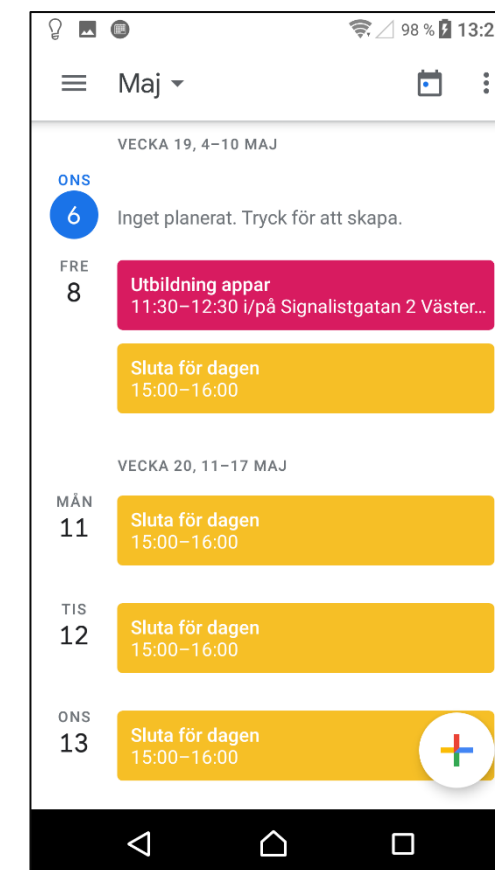 98 % 13:2
Maj
VECKA 19, 4–10 MAJ
ONS
6
Inget planerat. Tryck för att skapa.
FRE
8
Utbildning appar
11:30–12:30 i/på Signalistgatan 2 Väster...
Sluta för dagen
15:00–16:00
VECKA 20, 11–17 MAJ
MÅN
11
Sluta för dagen
15:00–16:00
TIS
12
Sluta för dagen
15:00–16:00
ONS
13
Sluta för dagen
15:00–16:00